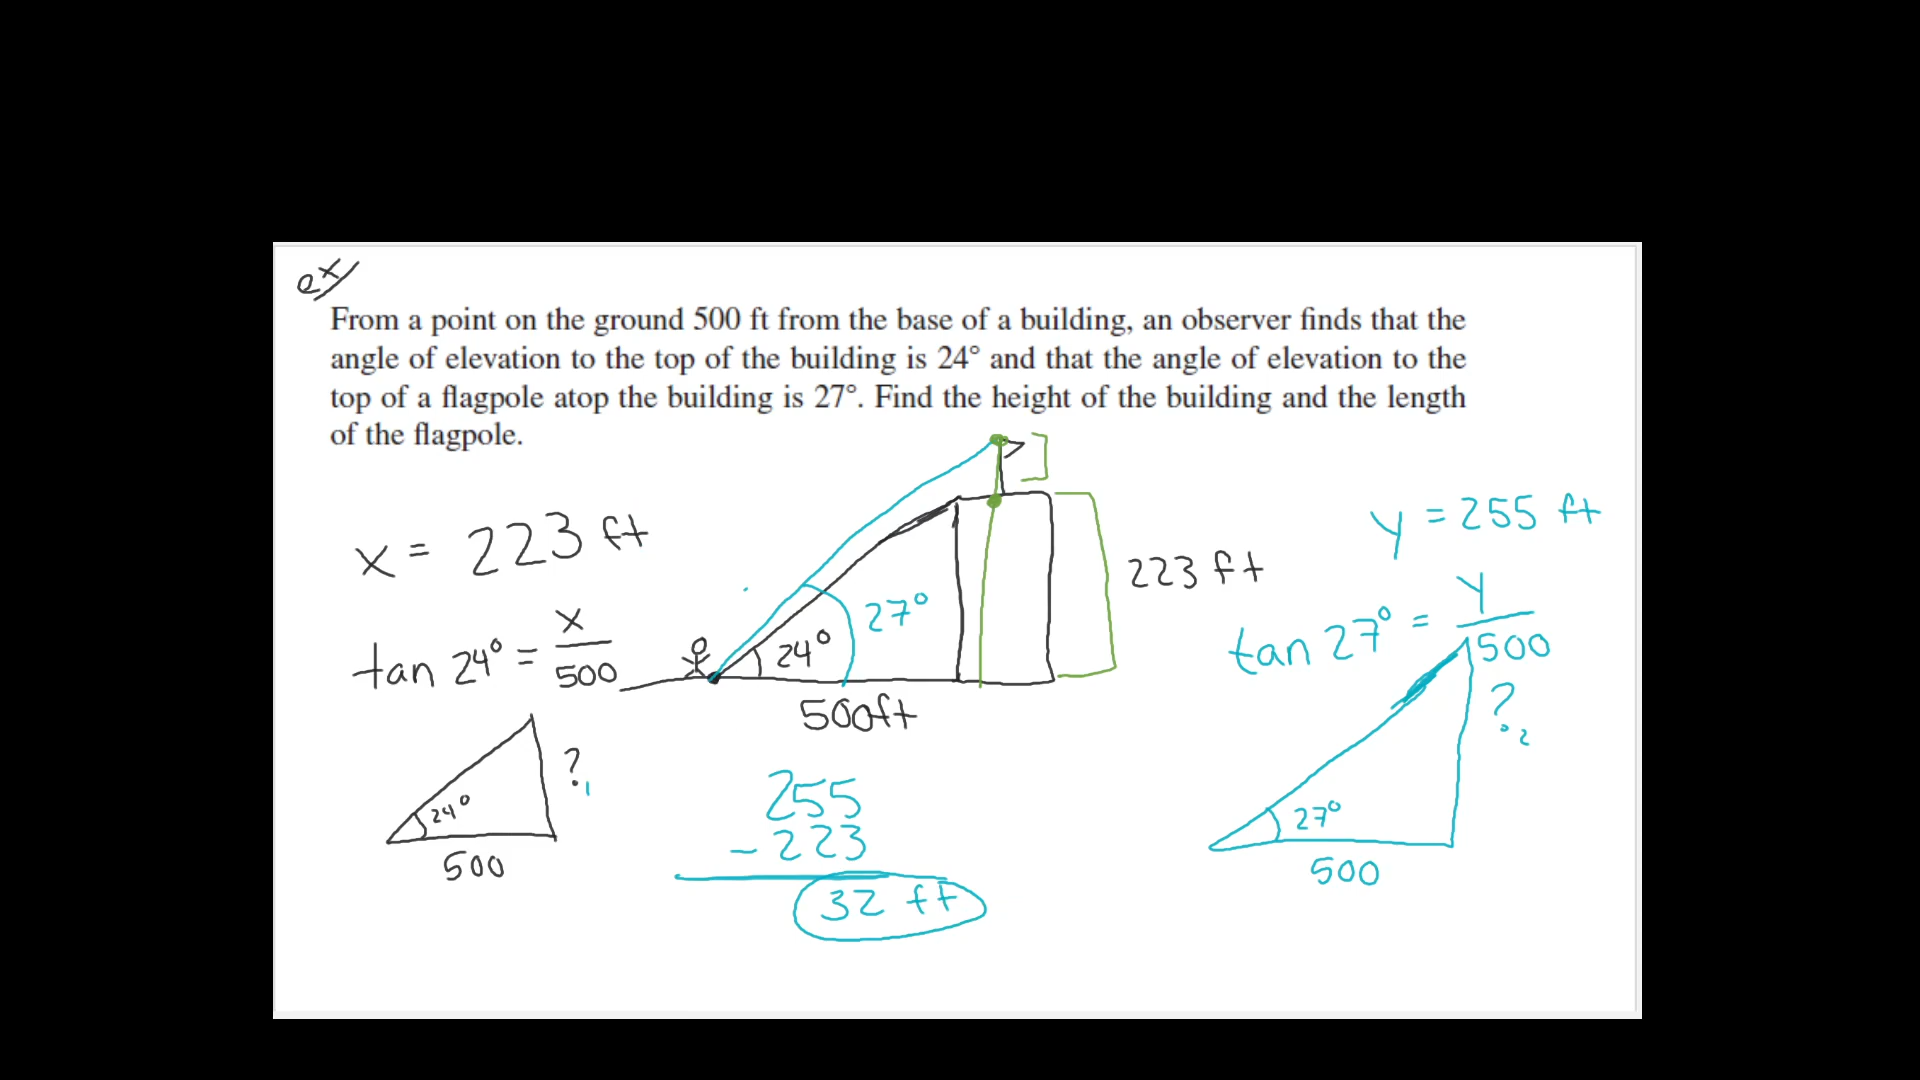 ex/
From a point on the ground 500 ft from the base of a building, an observer finds that the
angle of elevation to the top of the building is 24° and that the angle of elevation to the
top of a flagpole atop the building is 27°. Find the height of the building and the length
of the flagpole.
x = 223 ft
tan 24° = x/500
24°
?1
500
24°
27°
500ft
223 ft
255
- 223
32 ft
y = 255 ft
tan 27° = y/500
?2
27°
500